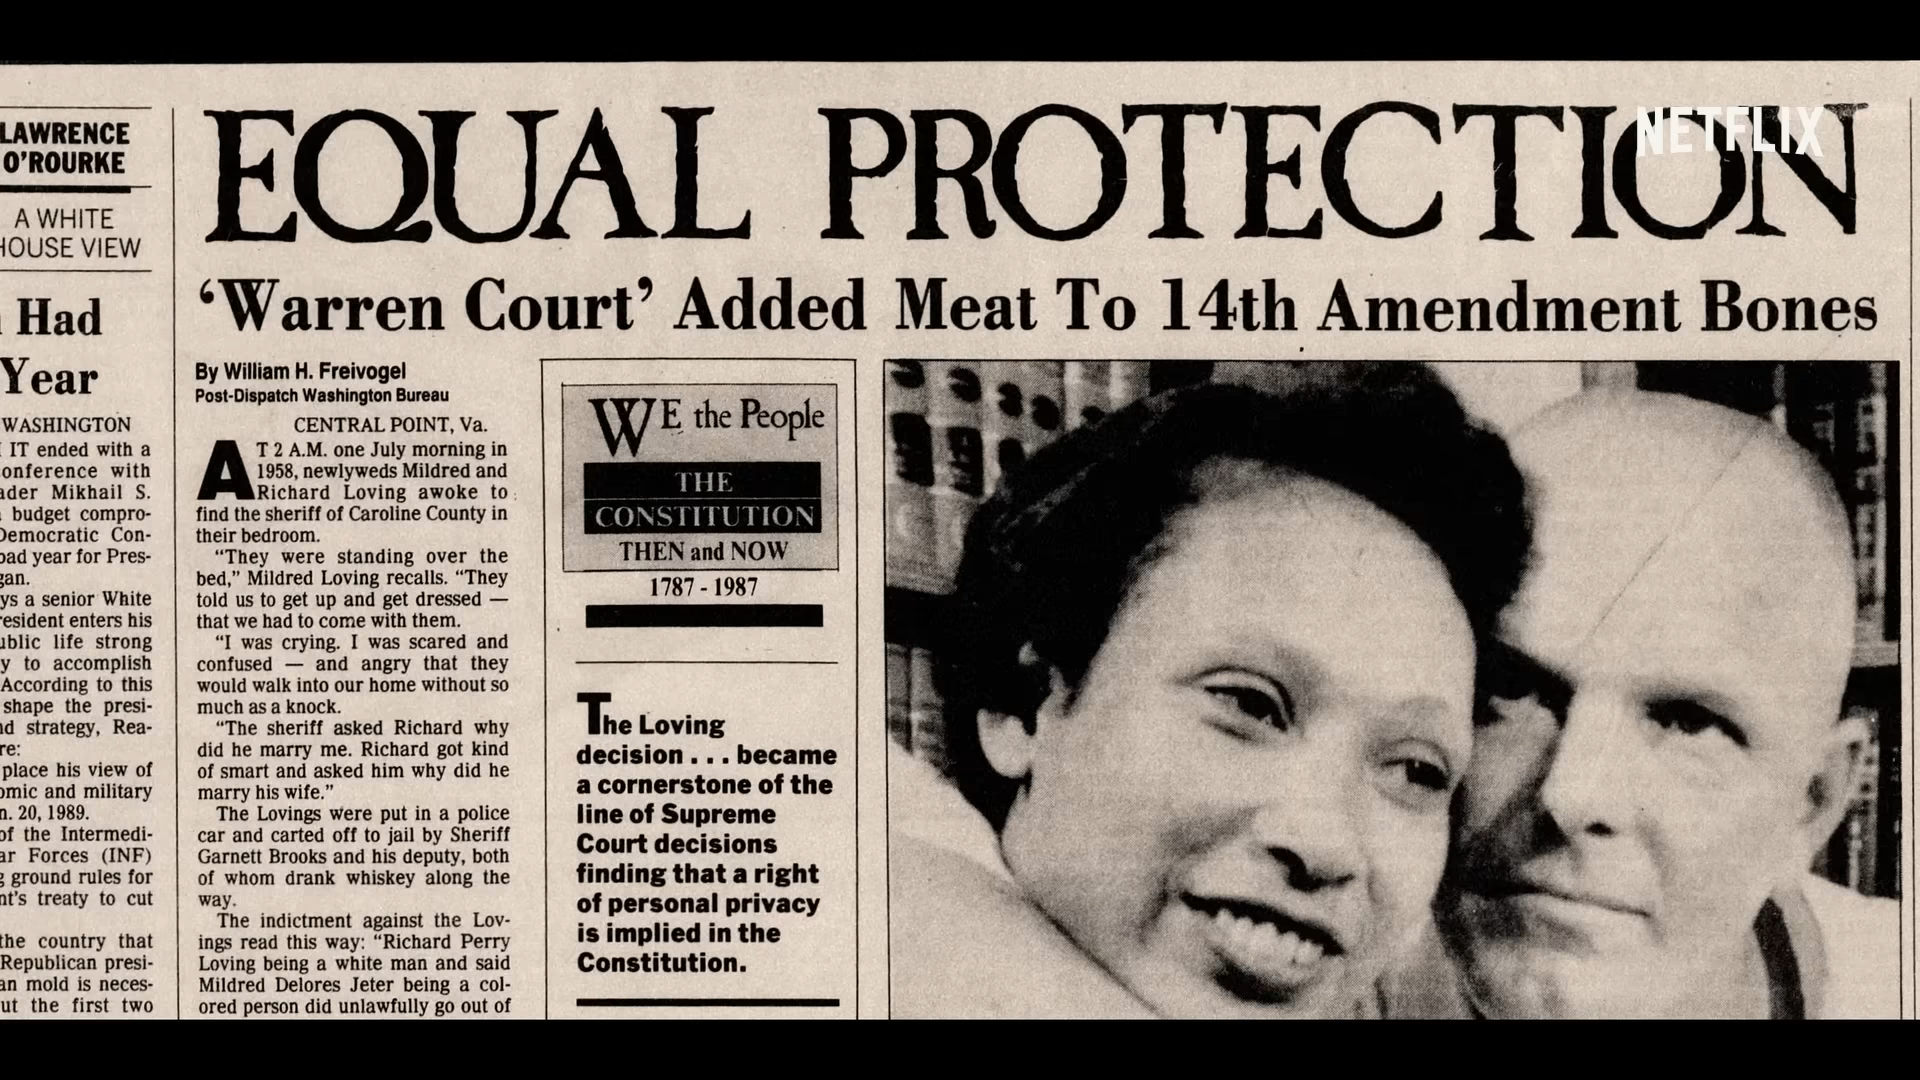 EQUAL PROTECTION
NETFLIX
'Warren Court' Added Meat To 14th Amendment Bones
LAWRENCE
O'ROURKE
A WHITE
HOUSE VIEW
Had
Year
WASHINGTON
IT ended with a
onference with
ader Mikhail S.
budget compro-
Democratic Con-
bad year for Pres-
gan.
ys a senior White
resident enters his
ublic life strong
y to accomplish
According to this
shape the presi-
nd strategy, Rea-
re:
place his view of
omic and military
n. 20, 1989.
of the Intermedi-
ar Forces (INF)
g ground rules for
nt's treaty to cut
the country that
Republican presi-
an mold is neces-
ut the first two
By William H. Freivogel
Post-Dispatch Washington Bureau
CENTRAL POINT, Va.
AT 2 A.M. one July morning in
1958, newlyweds Mildred and
Richard Loving awoke to
find the sheriff of Caroline County in
their bedroom.
"They were standing over the
bed," Mildred Loving recalls. "They
told us to get up and get dressed —
that we had to come with them.
"I was crying. I was scared and
confused — and angry that they
would walk into our home without so
much as a knock.
"The sheriff asked Richard why
did he marry me. Richard got kind
of smart and asked him why did he
marry his wife."
The Lovings were put in a police
car and carted off to jail by Sheriff
Garnett Brooks and his deputy, both
of whom drank whiskey along the
way.
The indictment against the Lov-
ings read this way: "Richard Perry
Loving being a white man and said
Mildred Delores Jeter being a col-
ored person did unlawfully go out of
WE the People
THE
CONSTITUTION
THEN and NOW
1787 - 1987
The Loving
decision . . . became
a cornerstone of the
line of Supreme
Court decisions
finding that a right
of personal privacy
is implied in the
Constitution.